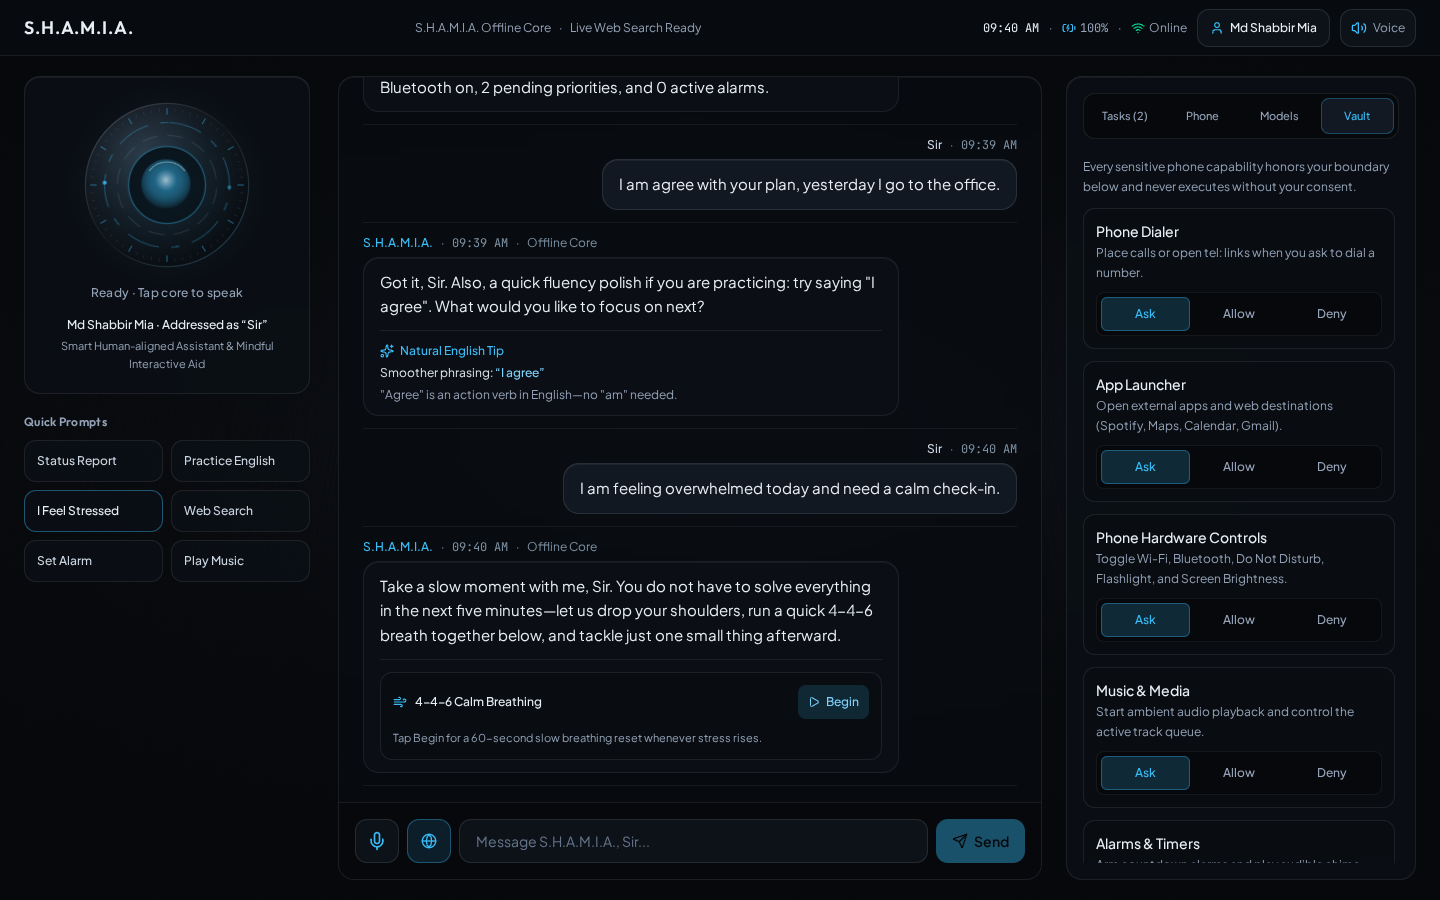 S.H.A.M.I.A.
S.H.A.M.I.A. Offline Core · Live Web Search Ready
09:40 AM · 100% · Online
Md Shabbir Mia
Voice
Ready · Tap core to speak
Md Shabbir Mia · Addressed as “Sir”
Smart Human-aligned Assistant & Mindful
Interactive Aid
Quick Prompts
Status Report
Practice English
I Feel Stressed
Web Search
Set Alarm
Play Music
Bluetooth on, 2 pending priorities, and 0 active alarms.
Sir · 09:39 AM
I am agree with your plan, yesterday I go to the office.
S.H.A.M.I.A. · 09:39 AM · Offline Core
Got it, Sir. Also, a quick fluency polish if you are practicing: try saying "I
agree". What would you like to focus on next?
Natural English Tip
Smoother phrasing: “I agree”
"Agree" is an action verb in English—no "am" needed.
Sir · 09:40 AM
I am feeling overwhelmed today and need a calm check-in.
S.H.A.M.I.A. · 09:40 AM · Offline Core
Take a slow moment with me, Sir. You do not have to solve everything
in the next five minutes—let us drop your shoulders, run a quick 4–4–6
breath together below, and tackle just one small thing afterward.
4–4–6 Calm Breathing
Begin
Tap Begin for a 60-second slow breathing reset whenever stress rises.
Message S.H.A.M.I.A., Sir...
Send
Tasks (2)
Phone
Models
Vault
Every sensitive phone capability honors your boundary
below and never executes without your consent.
Phone Dialer
Place calls or open tel: links when you ask to dial a
number.
Ask
Allow
Deny
App Launcher
Open external apps and web destinations
(Spotify, Maps, Calendar, Gmail).
Ask
Allow
Deny
Phone Hardware Controls
Toggle Wi-Fi, Bluetooth, Do Not Disturb,
Flashlight, and Screen Brightness.
Ask
Allow
Deny
Music & Media
Start ambient audio playback and control the
active track queue.
Ask
Allow
Deny
Alarms & Timers